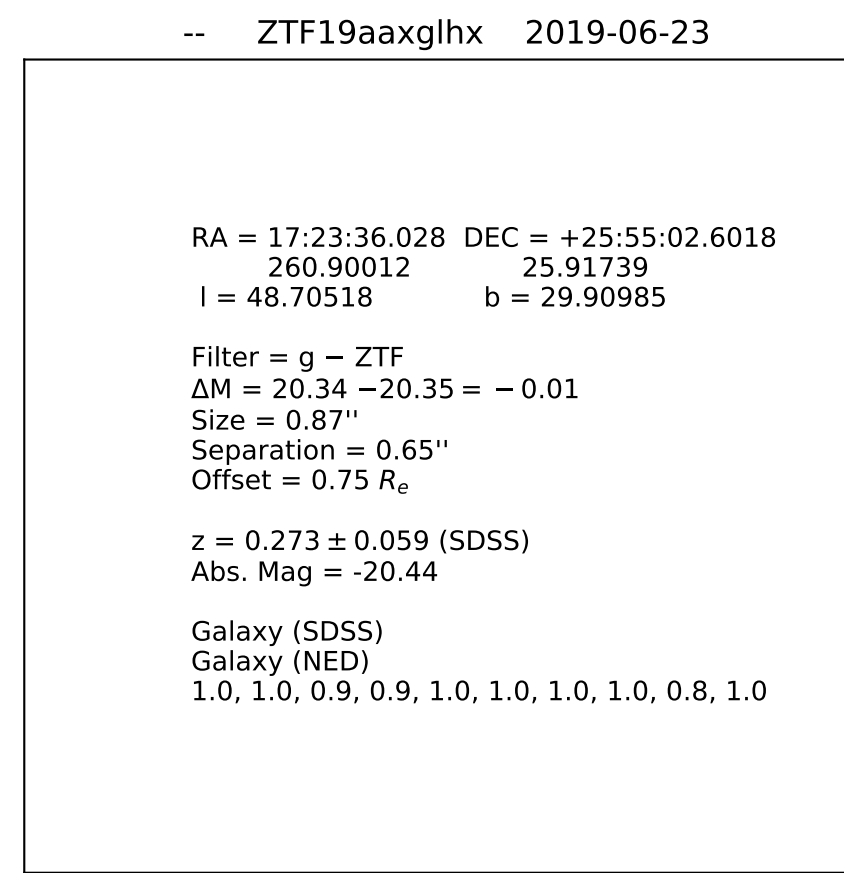 -- ZTF19aaxglhx 2019-06-23
RA = 17:23:36.028 DEC = +25:55:02.6018
260.90012 25.91739
l = 48.70518 b = 29.90985
Filter = g − ZTF
ΔM = 20.34 −20.35 = − 0.01
Size = 0.87''
Separation = 0.65''
Offset = 0.75 Rₑ
z = 0.273 ± 0.059 (SDSS)
Abs. Mag = -20.44
Galaxy (SDSS)
Galaxy (NED)
1.0, 1.0, 0.9, 0.9, 1.0, 1.0, 1.0, 1.0, 0.8, 1.0